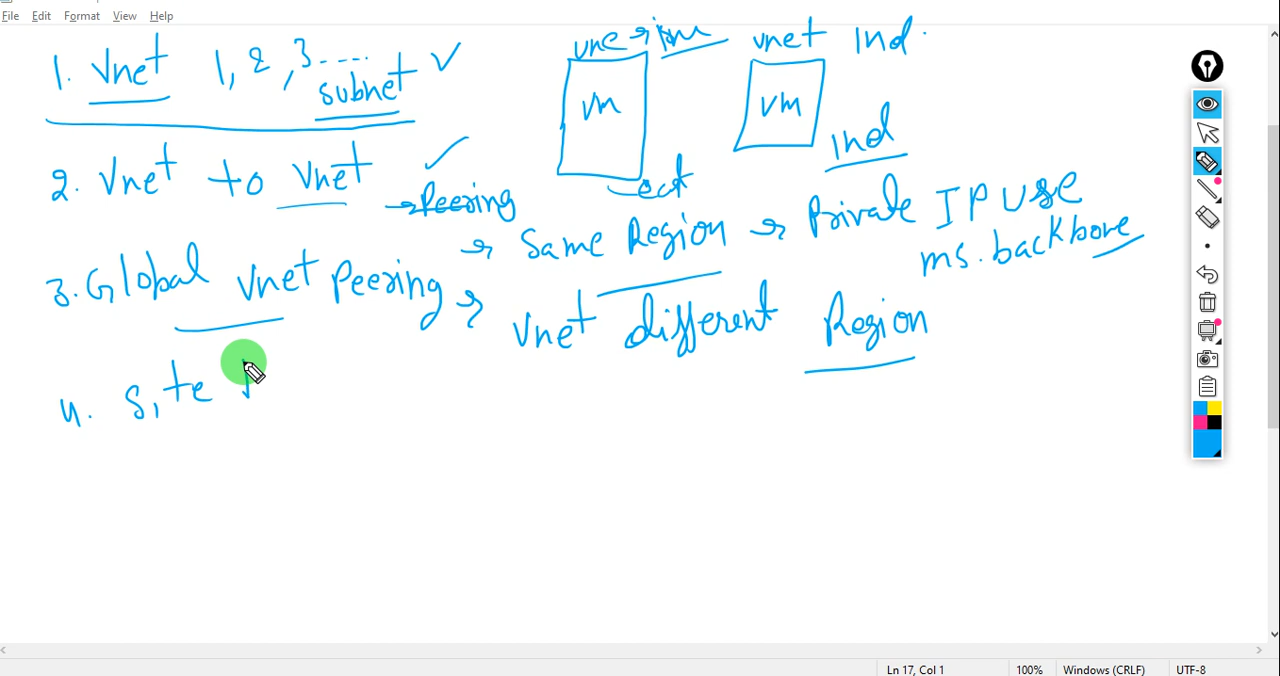 File Edit Format View Help
1. Vnet 1, 2, 3.... subnet
vnet Ind.
vm
vm
Ind
2. Vnet to Vnet → Peering
→ Same Region → Private IP use
ms. backbone
3. Global vnet Peering → Vnet different Region
4. site
Ln 17, Col 1 100% Windows (CRLF) UTF-8